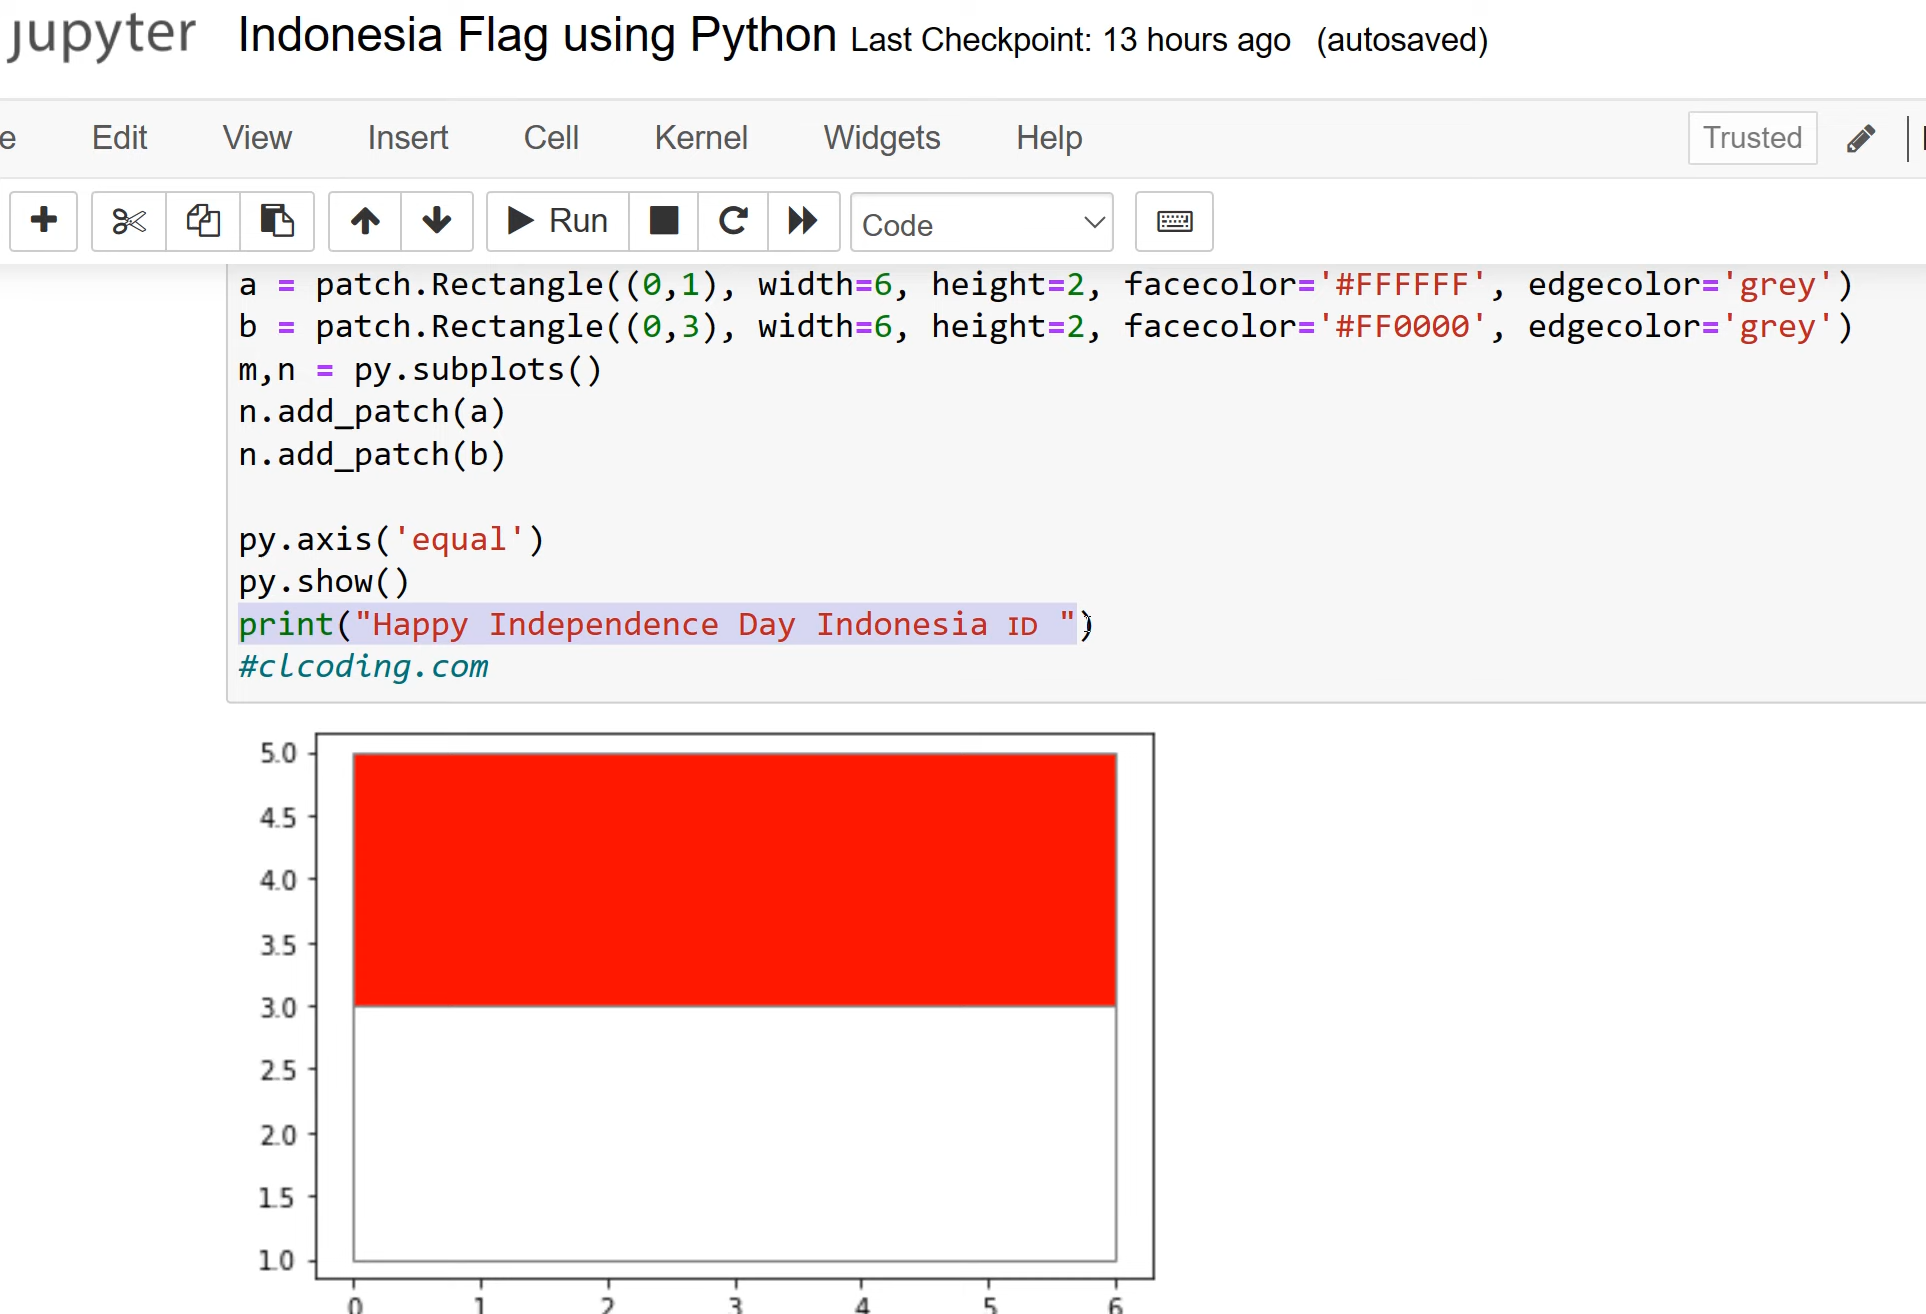 jupyter Indonesia Flag using Python Last Checkpoint: 13 hours ago (autosaved)
e Edit View Insert Cell Kernel Widgets Help Trusted
Run Code
a = patch.Rectangle((0,1), width=6, height=2, facecolor='#FFFFFF', edgecolor='grey')
b = patch.Rectangle((0,3), width=6, height=2, facecolor='#FF0000', edgecolor='grey')
m,n = py.subplots()
n.add_patch(a)
n.add_patch(b)
py.axis('equal')
py.show()
print("Happy Independence Day Indonesia ID ")
#clcoding.com
5.0
4.5
4.0
3.5
3.0
2.5
2.0
1.5
1.0
0 1 2 3 4 5 6